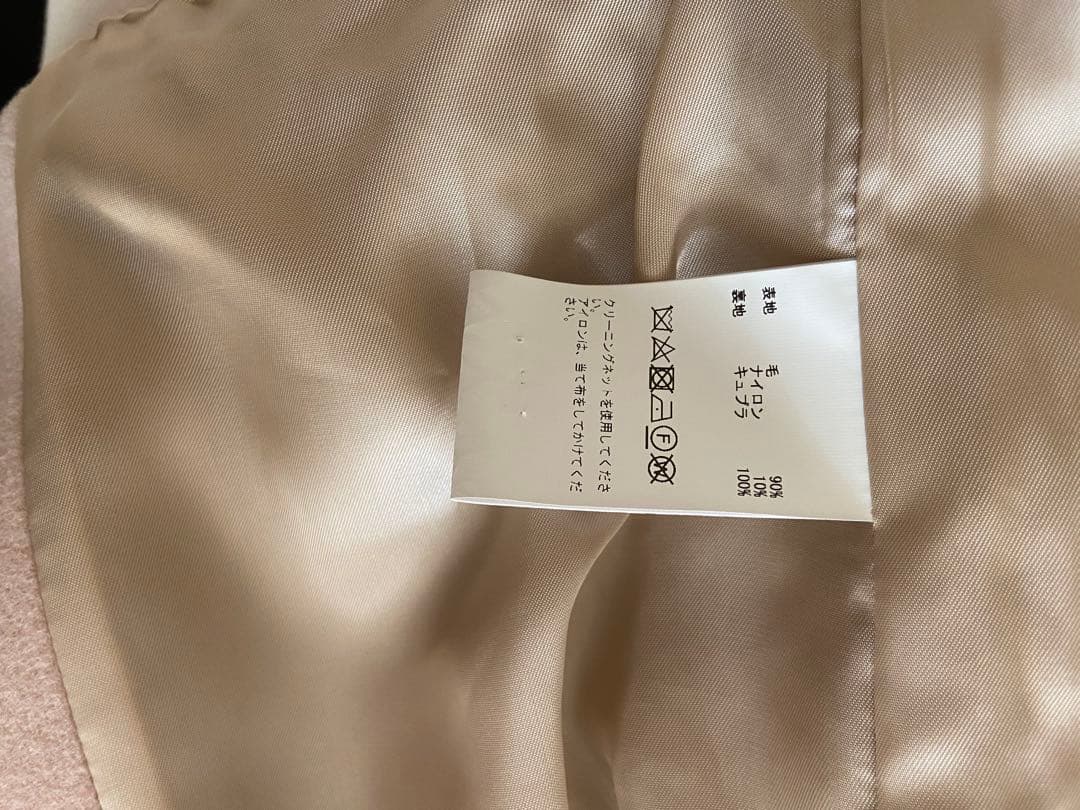 表地 毛 90%
ナイロン 10%
裏地 キュプラ 100%
F
W
クリーニングネットを使用してくださ
い。
アイロンは、当て布をしてかけてくだ
さい。